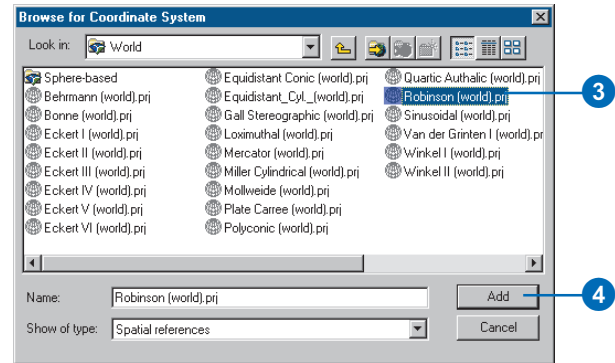 Browse for Coordinate System
Look in: World
Sphere-based
Behrmann (world).prj
Bonne (world).prj
Eckert I (world).prj
Eckert II (world).prj
Eckert III (world).prj
Eckert IV (world).prj
Eckert V (world).prj
Eckert VI (world).prj
Equidistant Conic (world).prj
Equidistant_Cyl._(world).prj
Gall Stereographic (world).prj
Loximuthal (world).prj
Mercator (world).prj
Miller Cylindrical (world).prj
Mollweide (world).prj
Plate Carree (world).prj
Polyconic (world).prj
Quartic Authalic (world).prj
Robinson (world).prj
Sinusoidal (world).prj
Van der Grinten I (world).pr
Winkel I (world).prj
Winkel II (world).prj
3
Name: Robinson (world).prj Add
4
Show of type: Spatial references Cancel